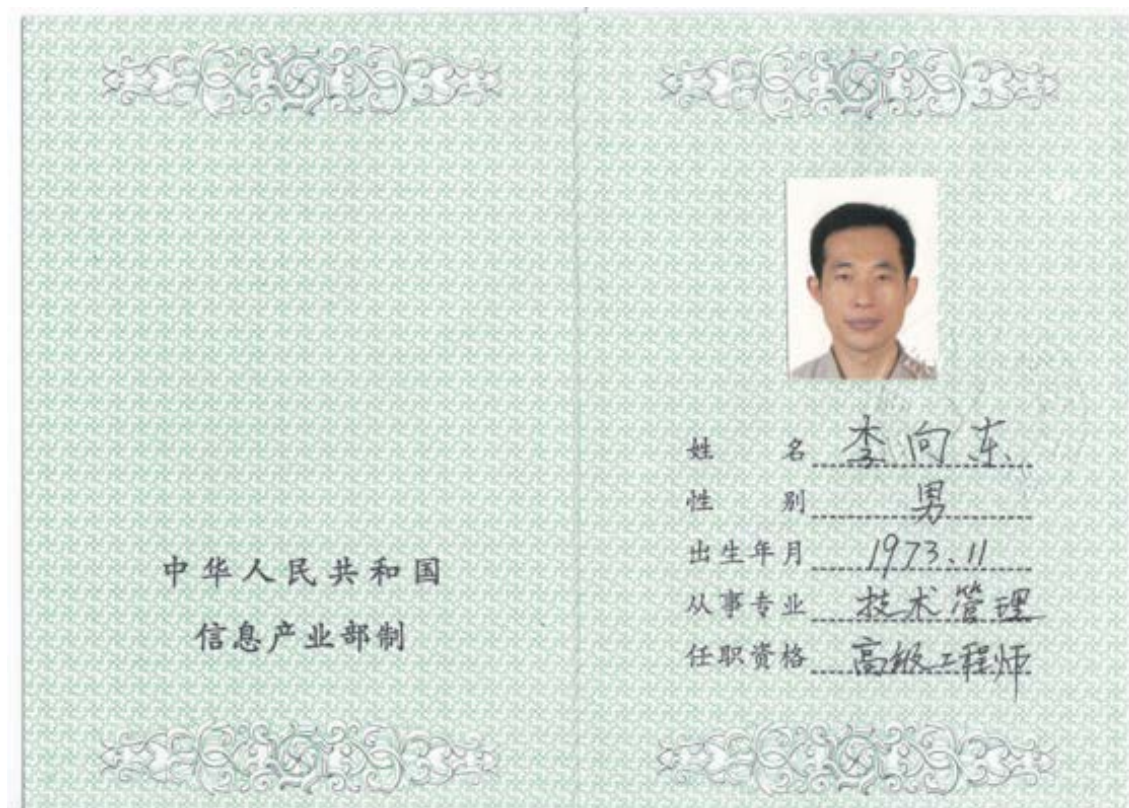 中华人民共和国
信息产业部制
姓名 李向东
性别 男
出生年月 1973.11
从事专业 技术管理
任职资格 高级工程师